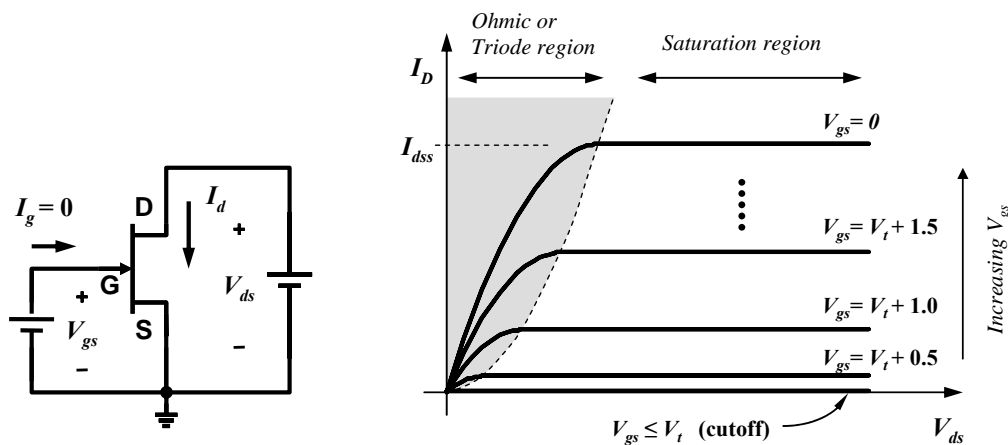 I_g = 0
D
I_d
+
+
G
V_ds
+
V_gs
S
-
-
Ohmic or
Triode region
Saturation region
I_D
V_gs = 0
I_dss
V_gs = V_t + 1.5
V_gs = V_t + 1.0
V_gs = V_t + 0.5
Increasing V_gs
V_gs ≤ V_t (cutoff)
V_ds